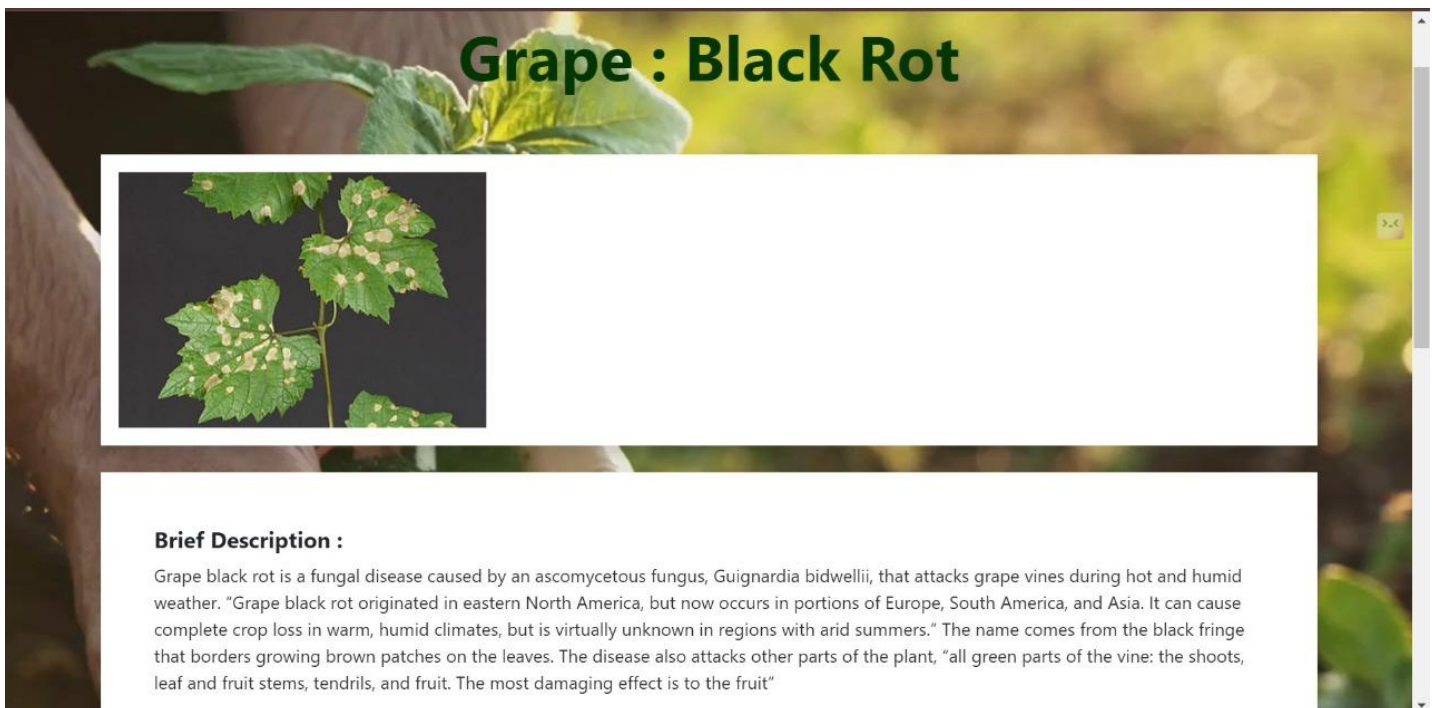 Grape : Black Rot
>_<
Brief Description :
Grape black rot is a fungal disease caused by an ascomycetous fungus, Guignardia bidwellii, that attacks grape vines during hot and humid
weather. “Grape black rot originated in eastern North America, but now occurs in portions of Europe, South America, and Asia. It can cause
complete crop loss in warm, humid climates, but is virtually unknown in regions with arid summers.” The name comes from the black fringe
that borders growing brown patches on the leaves. The disease also attacks other parts of the plant, “all green parts of the vine: the shoots,
leaf and fruit stems, tendrils, and fruit. The most damaging effect is to the fruit”